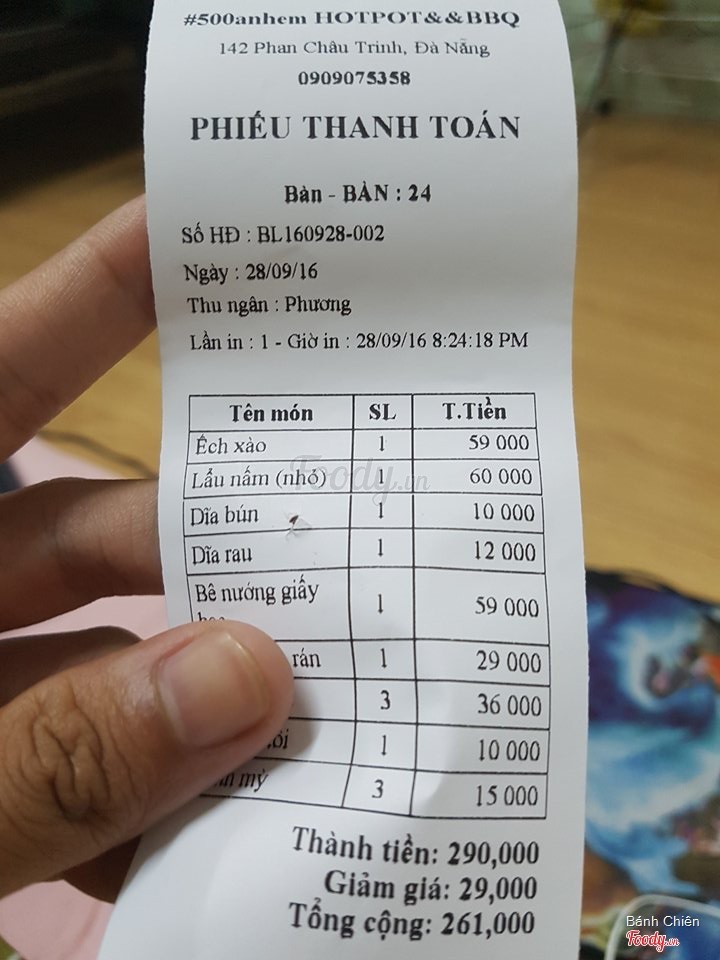 #500anhem HOTPOT&&BBQ
142 Phan Châu Trinh, Đà Nẵng
0909075358
PHIẾU THANH TOÁN
Bàn - BÀN : 24
Số HĐ : BL160928-002
Ngày : 28/09/16
Thu ngân : Phương
Lần in : 1 - Giờ in : 28/09/16 8:24:18 PM
Tên món SL T.Tiền
Ếch xào 1 59 000
Lẩu nấm (nhỏ) 1 60 000
Foody.vn
Dĩa bún 1 10 000
Dĩa rau 1 12 000
Bê nướng giấy 1 59 000
rán 1 29 000
3 36 000
1 10 000
mỳ 3 15 000
Thành tiền: 290,000
Giảm giá: 29,000
Tổng cộng: 261,000
Bánh Chiên
Foody.vn